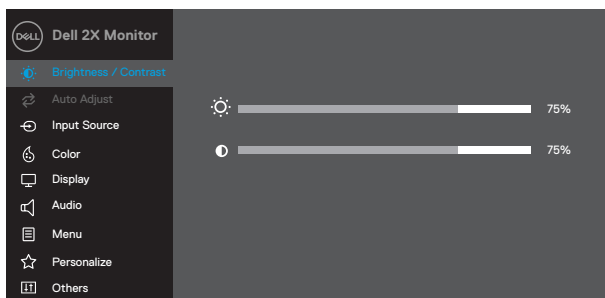 DELL Dell 2X Monitor
Brightness / Contrast
Auto Adjust
75%
Input Source
Color
75%
Display
Audio
Menu
Personalize
Others